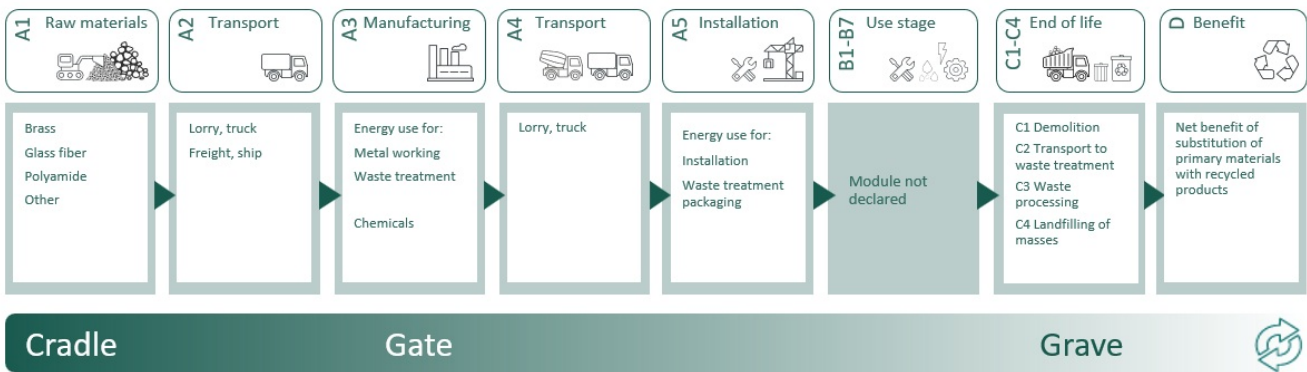 A1 Raw materials
Brass
Glass fiber
Polyamide
Other
A2 Transport
Lorry, truck
Freight, ship
A3 Manufacturing
Energy use for:
Metal working
Waste treatment
Chemicals
A4 Transport
Lorry, truck
A5 Installation
Energy use for:
Installation
Waste treatment
packaging
B1-B7 Use stage
Module not
declared
C1-C4 End of life
C1 Demolition
C2 Transport to
waste treatment
C3 Waste
processing
C4 Landfilling of
masses
D Benefit
Net benefit of
substitution of
primary materials
with recycled
products
Cradle
Gate
Grave